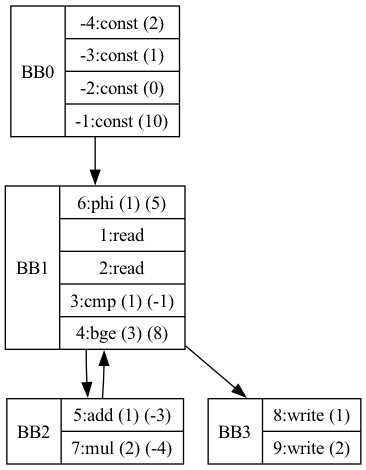 BB0
-4:const (2)
-3:const (1)
-2:const (0)
-1:const (10)
BB1
6:phi (1) (5)
1:read
2:read
3:cmp (1) (-1)
4:bge (3) (8)
BB2
5:add (1) (-3)
7:mul (2) (-4)
BB3
8:write (1)
9:write (2)